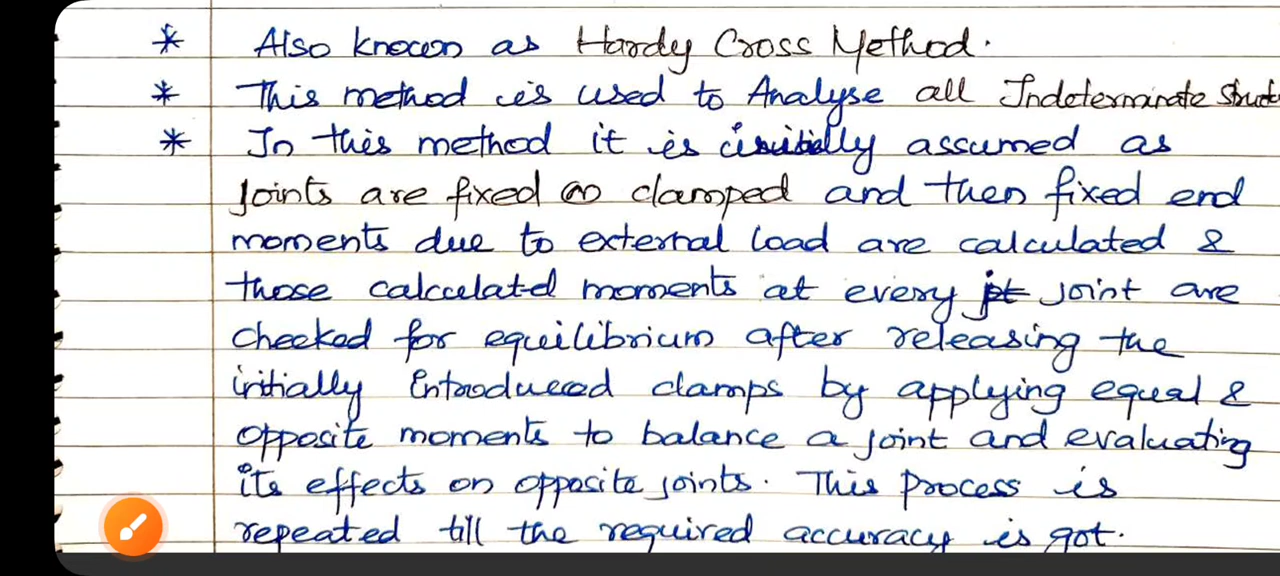 * Also known as Hardy Cross Method.
* This method is used to Analyse all Indeterminate Struct
* In this method it is initially assumed as
joints are fixed or clamped and then fixed end
moments due to external load are calculated &
those calculated moments at every joint are
checked for equilibrium after releasing the
initially Introduced clamps by applying equal &
opposite moments to balance a joint and evaluating
its effects on opposite joints. This process is
repeated till the required accuracy is got.